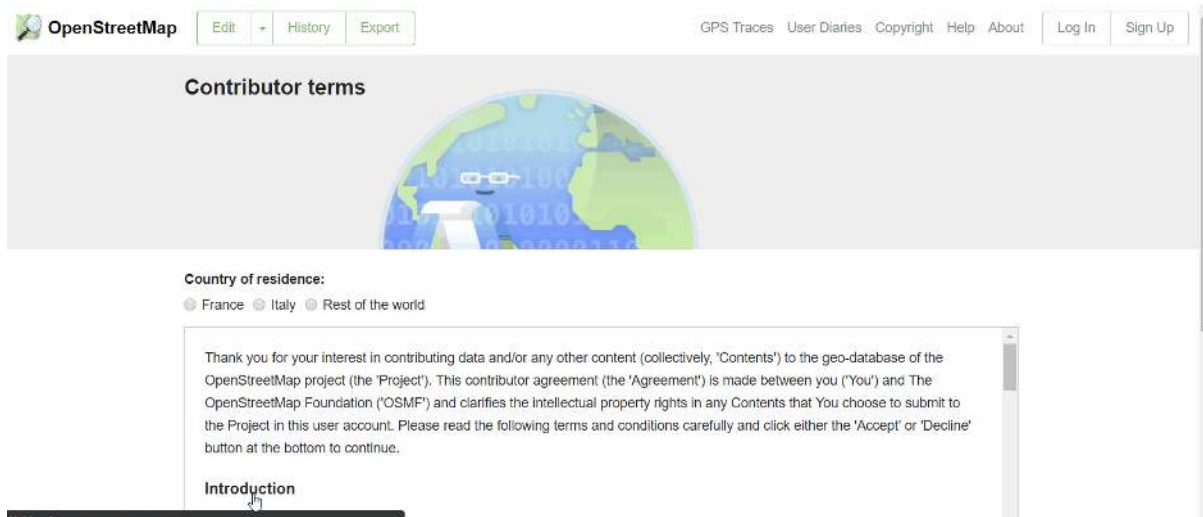 OpenStreetMap Edit History Export GPS Traces User Diaries Copyright Help About Log In Sign Up
Contributor terms
Country of residence:
France Italy Rest of the world
Thank you for your interest in contributing data and/or any other content (collectively, 'Contents') to the geo-database of the
OpenStreetMap project (the 'Project'). This contributor agreement (the 'Agreement') is made between you ('You') and The
OpenStreetMap Foundation ('OSMF') and clarifies the intellectual property rights in any Contents that You choose to submit to
the Project in this user account. Please read the following terms and conditions carefully and click either the 'Accept' or 'Decline'
button at the bottom to continue.
Introduction